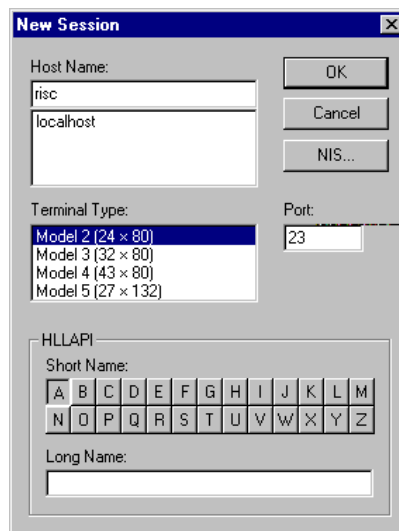 New Session
Host Name:
risc
localhost
OK
Cancel
NIS...
Terminal Type:
Model 2 (24 × 80)
Model 3 (32 × 80)
Model 4 (43 × 80)
Model 5 (27 × 132)
Port:
23
HLLAPI
Short Name:
A B C D E F G H I J K L M
N O P Q R S T U V W X Y Z
Long Name: